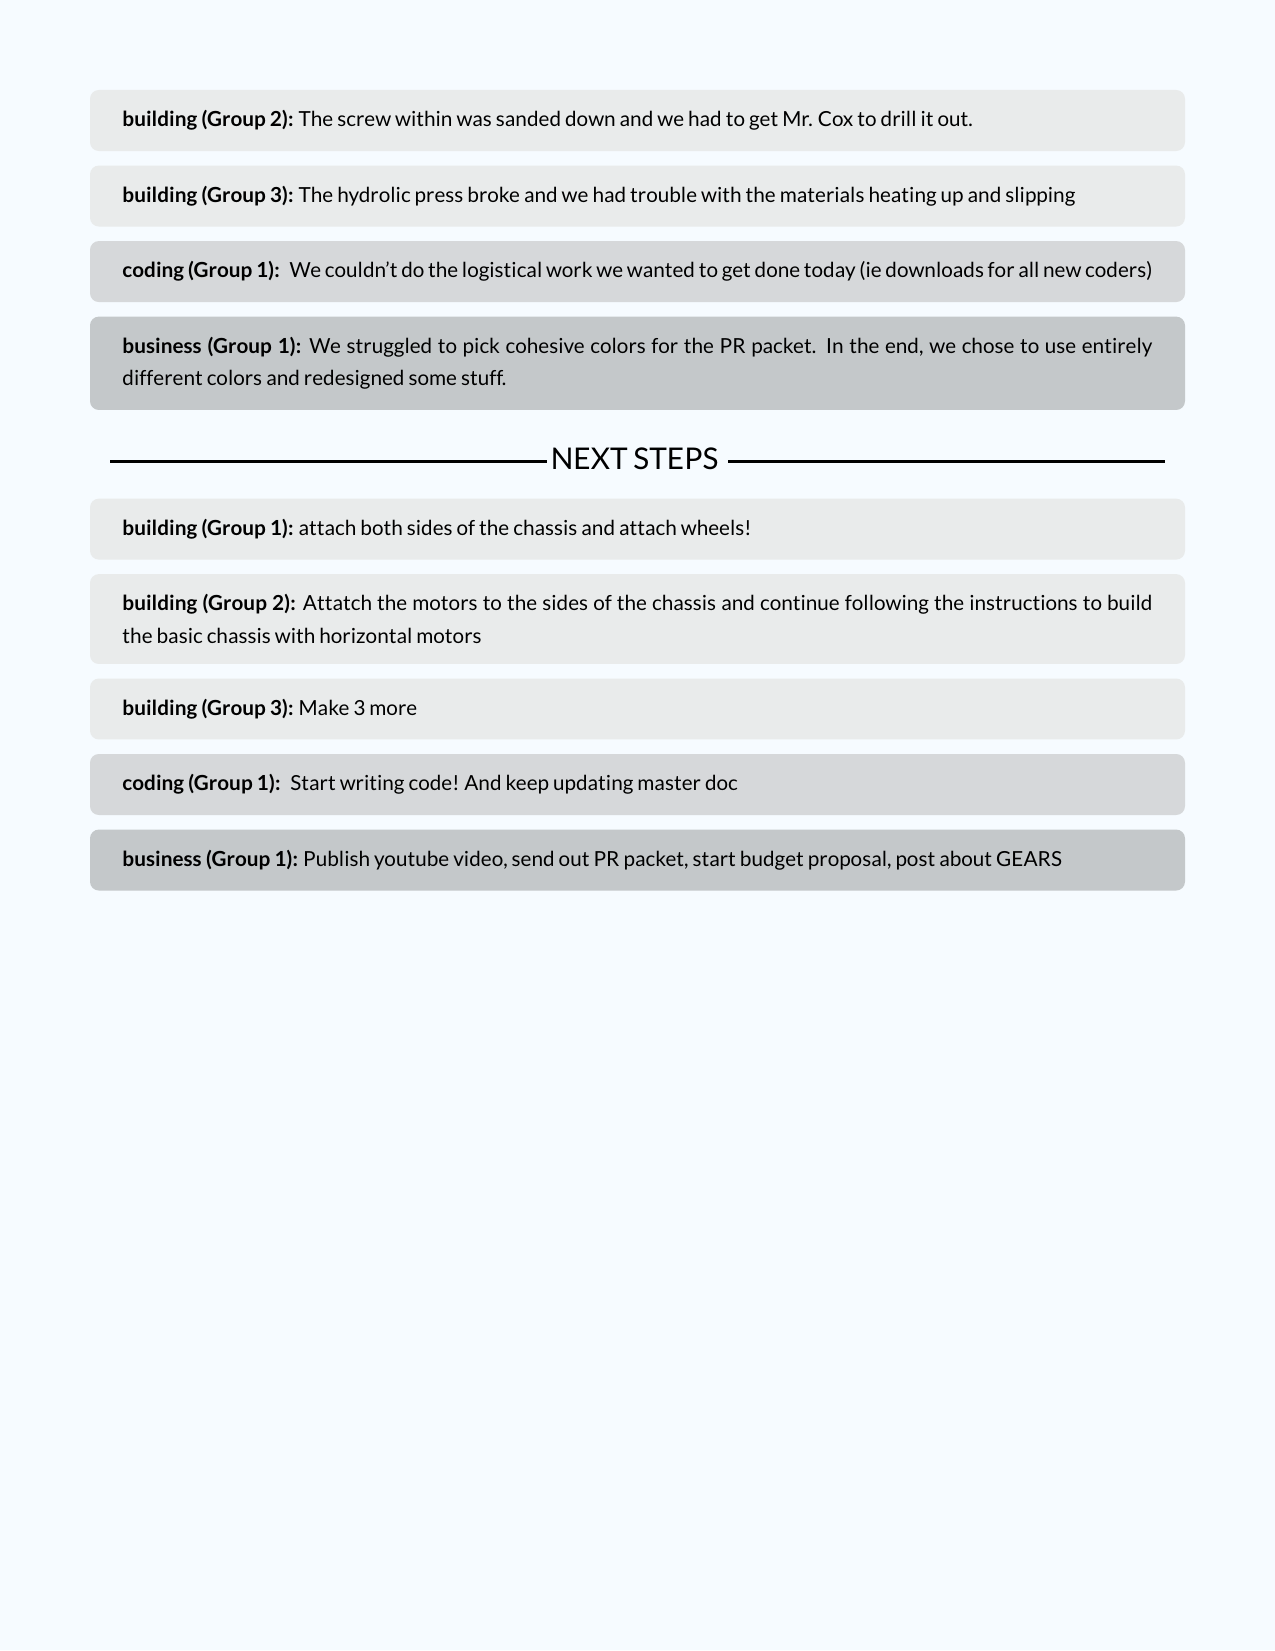 building (Group 2): The screw within was sanded down and we had to get Mr. Cox to drill it out.
building (Group 3): The hydrolic press broke and we had trouble with the materials heating up and slipping
coding (Group 1): We couldn’t do the logistical work we wanted to get done today (ie downloads for all new coders)
business (Group 1): We struggled to pick cohesive colors for the PR packet. In the end, we chose to use entirely
different colors and redesigned some stuff.
NEXT STEPS
building (Group 1): attach both sides of the chassis and attach wheels!
building (Group 2): Attatch the motors to the sides of the chassis and continue following the instructions to build
the basic chassis with horizontal motors
building (Group 3): Make 3 more
coding (Group 1): Start writing code! And keep updating master doc
business (Group 1): Publish youtube video, send out PR packet, start budget proposal, post about GEARS